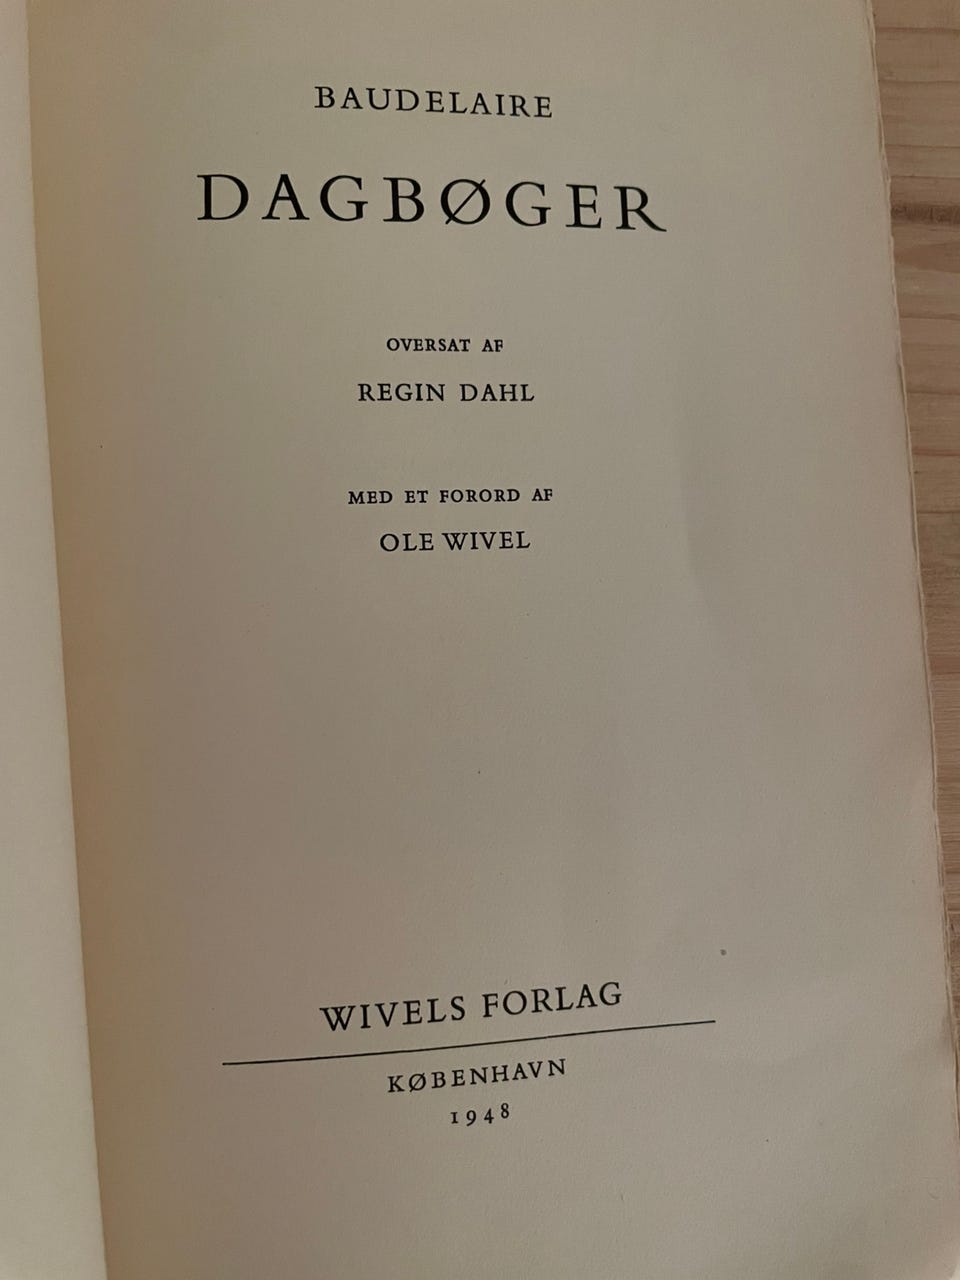 BAUDELAIRE
DAGBØGER
OVERSAT AF
REGIN DAHL
MED ET FORORD AF
OLE WIVEL
WIVELS FORLAG
KØBENHAVN
1948